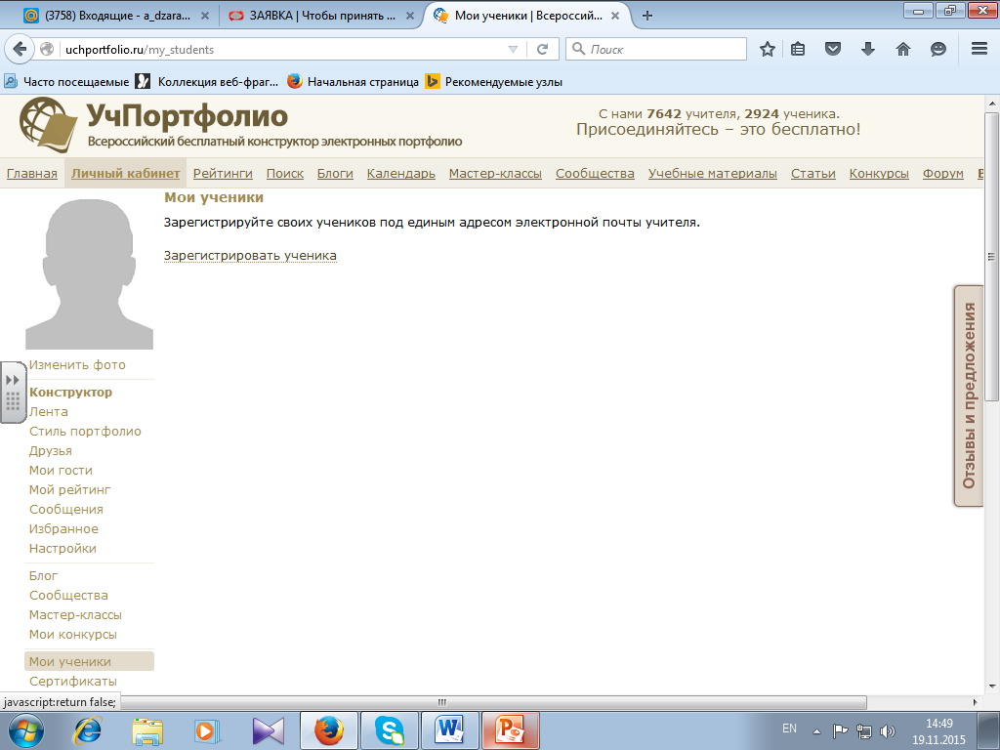 (3758) Входящие - a_dzara...
ЗАЯВКА | Чтобы принять ...
Мои ученики | Всероссий...
uchportfolio.ru/my_students
Поиск
Часто посещаемые
Коллекция веб-фраг...
Начальная страница
Рекомендуемые узлы
УчПортфолио
Всероссийский бесплатный конструктор электронных портфолио
С нами 7642 учителя, 2924 ученика.
Присоединяйтесь – это бесплатно!
Главная Личный кабинет Рейтинги Поиск Блоги Календарь Мастер-классы Сообщества Учебные материалы Статьи Конкурсы Форум
Мои ученики
Зарегистрируйте своих учеников под единым адресом электронной почты учителя.
Зарегистрировать ученика
Изменить фото
Конструктор
Лента
Стиль портфолио
Друзья
Мои гости
Мой рейтинг
Сообщения
Избранное
Настройки
Блог
Сообщества
Мастер-классы
Мои конкурсы
Мои ученики
Сертификаты
Отзывы и предложения
javascript:return false;
EN
14:49
19.11.2015